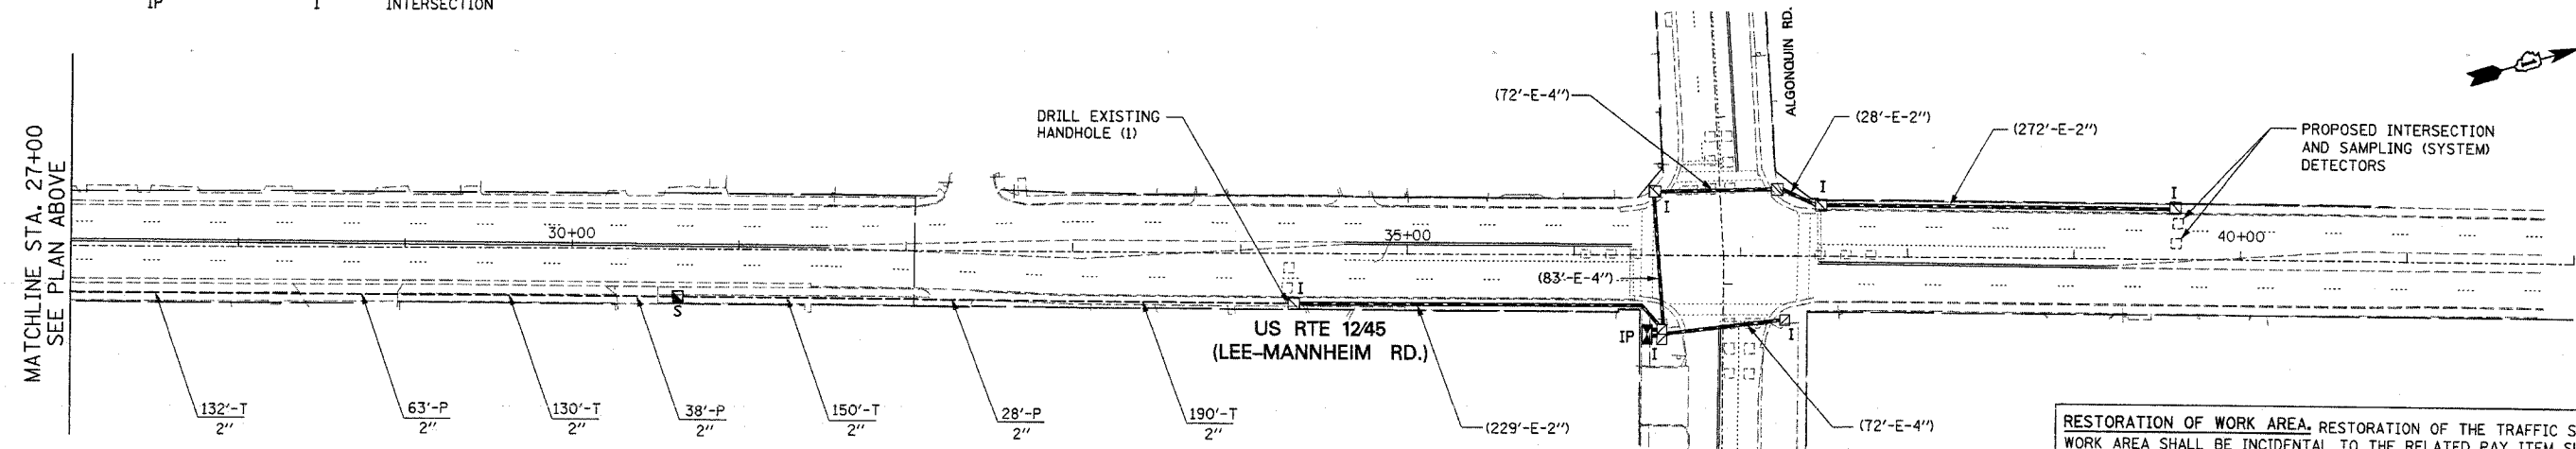 IP I INTERSECTION
MATCHLINE STA. 27+00
SEE PLAN ABOVE
DRILL EXISTING
HANDHOLE (1)
(72'-E-4'')
ALGONQUIN RD.
(28'-E-2'')
(272'-E-2'')
PROPOSED INTERSECTION
AND SAMPLING (SYSTEM)
DETECTORS
I
I
I
30+00
35+00
40+00
(83'-E-4'')
I
S
US RTE 12/45
(LEE-MANNHEIM RD.)
IP
I
I
132'-T
2''
63'-P
2''
130'-T
2''
38'-P
2''
150'-T
2''
28'-P
2''
190'-T
2''
(229'-E-2'')
(72'-E-4'')
RESTORATION OF WORK AREA. RESTORATION OF THE TRAFFIC S
WORK AREA SHALL BE INCIDENTAL TO THE RELATED PAY ITEM